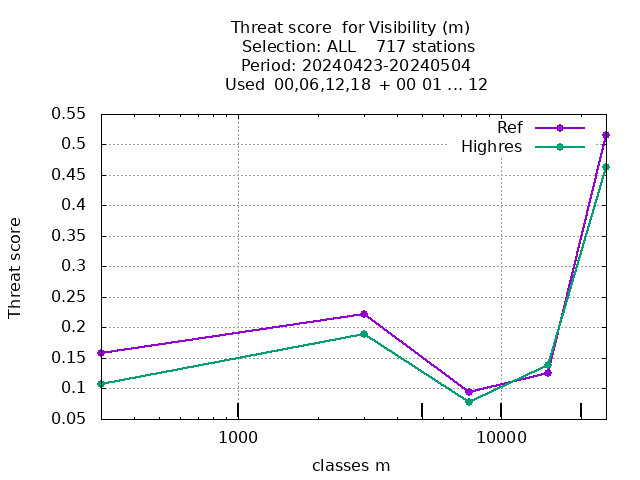 Threat score  for Visibility (m)
Selection: ALL    717 stations
Period: 20240423-20240504
Used  00,06,12,18 + 00 01 ... 12
0.55
0.5
0.45
0.4
0.35
0.3
0.25
0.2
0.15
0.1
0.05
Threat score
Ref
Highres
1000
10000
classes m